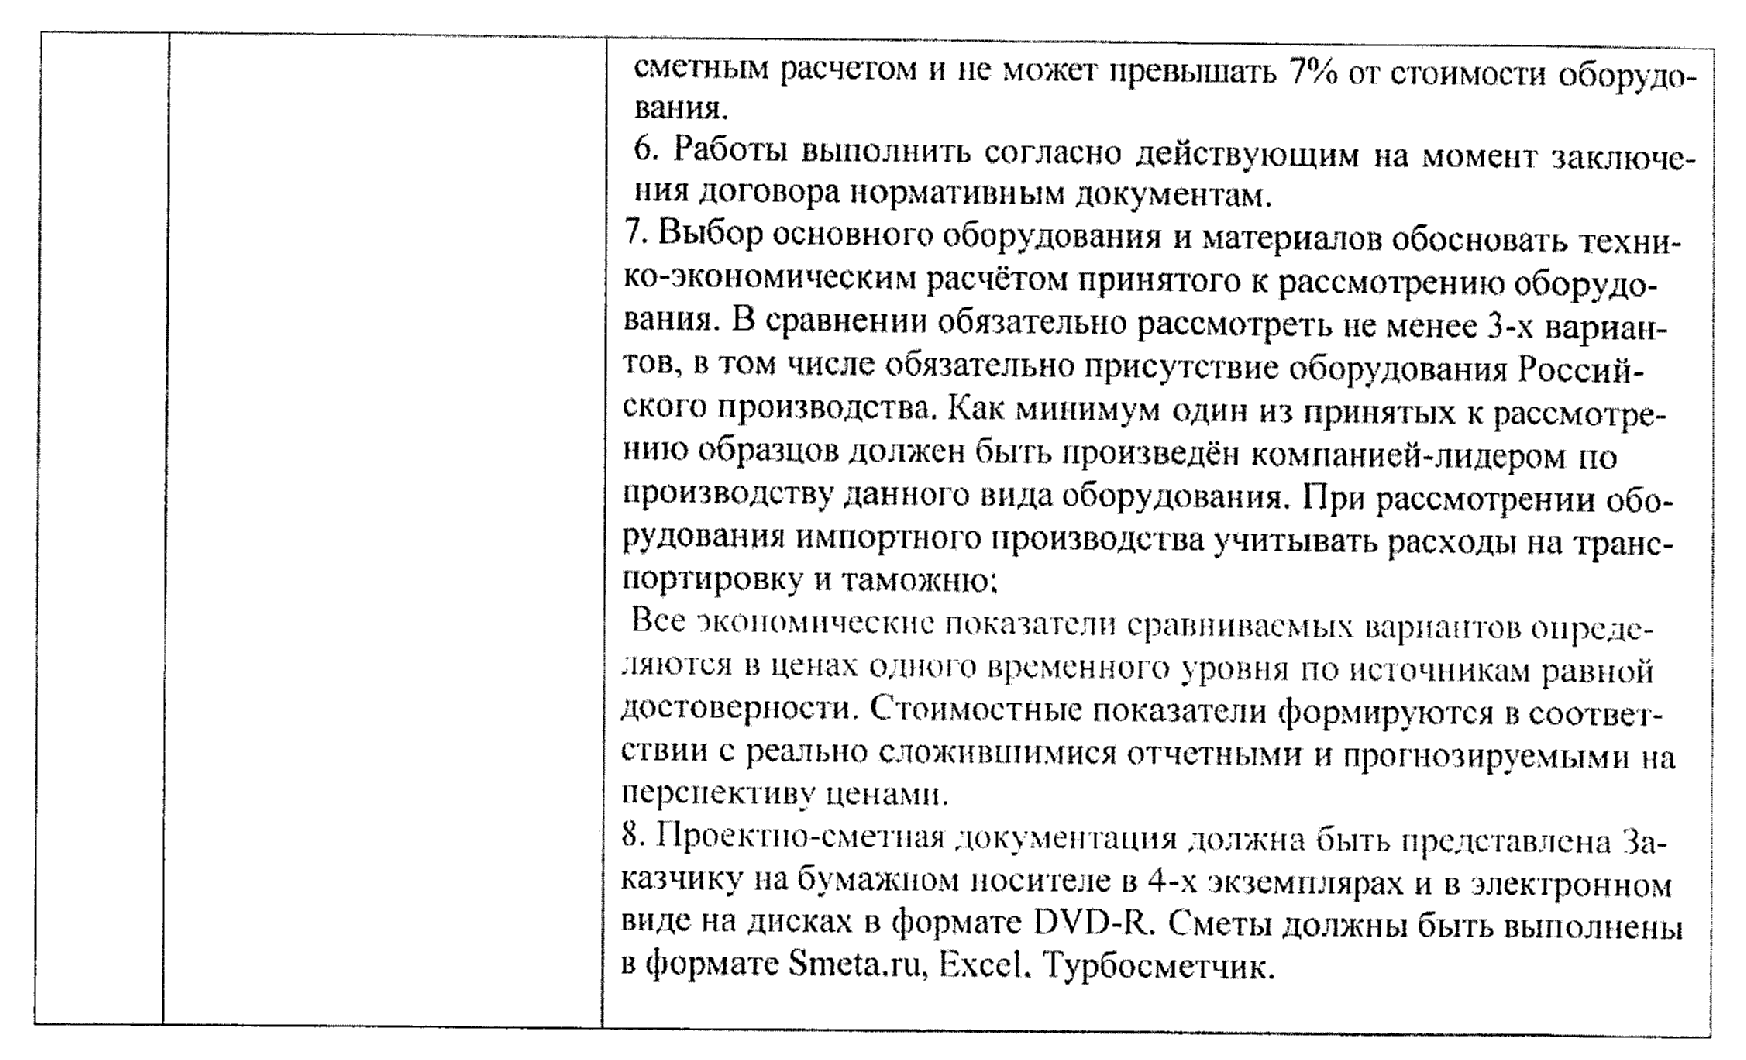 сметным расчетом и не может превышать 7% от стоимости оборудо-
вания.
6. Работы выполнить согласно действующим на момент заключе-
ния договора нормативным документам.
7. Выбор основного оборудования и материалов обосновать техни-
ко-экономическим расчётом принятого к рассмотрению оборудо-
вания. В сравнении обязательно рассмотреть не менее 3-х вариан-
тов, в том числе обязательно присутствие оборудования Россий-
ского производства. Как минимум один из принятых к рассмотре-
нию образцов должен быть произведён компанией-лидером по
производству данного вида оборудования. При рассмотрении обо-
рудования импортного производства учитывать расходы на транс-
портировку и таможню;
Все экономические показатели сравниваемых вариантов опреде-
ляются в ценах одного временного уровня по источникам равной
достоверности. Стоимостные показатели формируются в соответ-
ствии с реально сложившимися отчетными и прогнозируемыми на
перспективу ценами.
8. Проектно-сметная документация должна быть представлена За-
казчику на бумажном носителе в 4-х экземплярах и в электронном
виде на дисках в формате DVD-R. Сметы должны быть выполнены
в формате Smeta.ru, Excel. Турбосметчик.